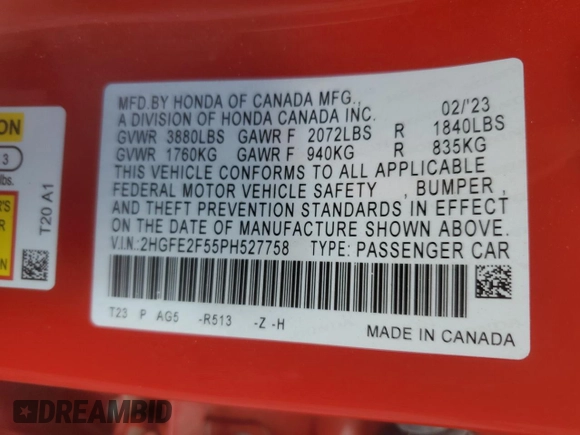 MFD.BY HONDA OF CANADA MFG., 02/'23
A DIVISION OF HONDA CANADA INC.
GVWR 3880LBS GAWR F 2072LBS R 1840LBS
GVWR 1760KG GAWR F 940KG R 835KG
THIS VEHICLE CONFORMS TO ALL APPLICABLE
FEDERAL MOTOR VEHICLE SAFETY , BUMPER ,
AND THEFT PREVENTION STANDARDS IN EFFECT
ON THE DATE OF MANUFACTURE SHOWN ABOVE.
V.I.N.:2HGFE2F55PH527758 TYPE: PASSENGER CAR
T23 P AG5 -R513 -Z -H
MADE IN CANADA
ION
3
lbs.
T20 A1
R'S
R
ON
DREAMBID